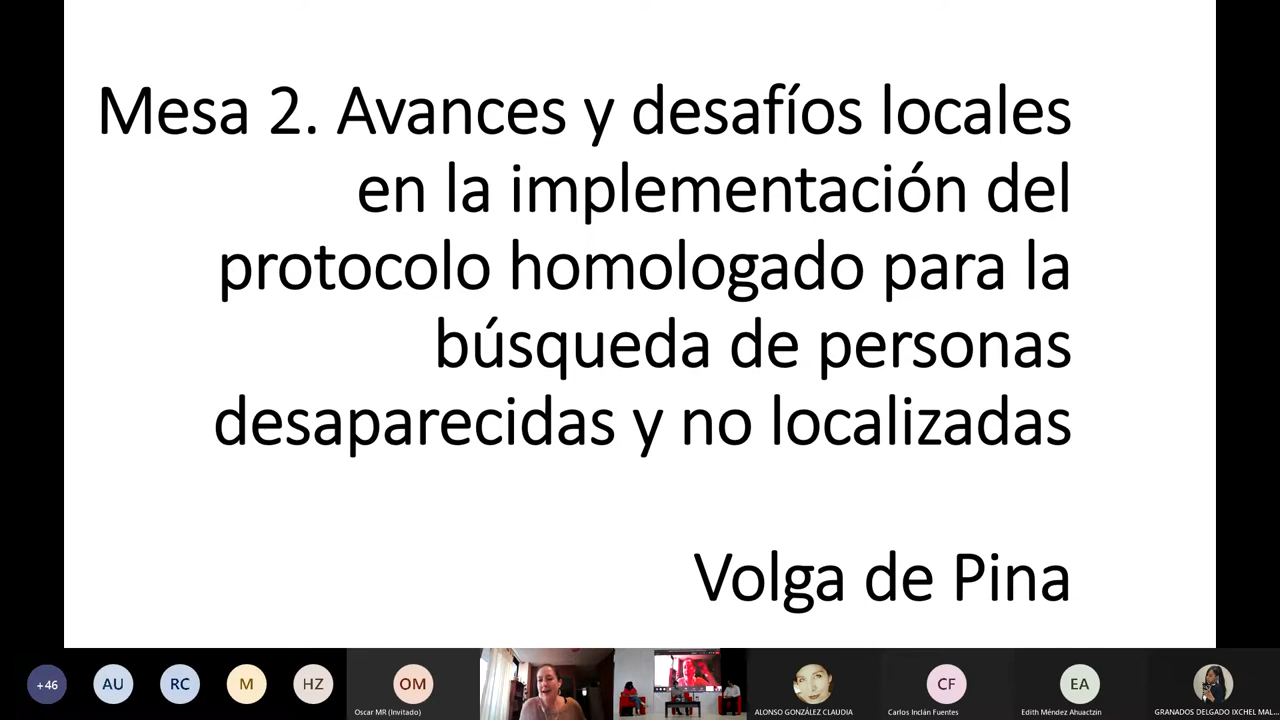 Mesa 2. Avances y desafíos locales
en la implementación del
protocolo homologado para la
búsqueda de personas
desaparecidas y no localizadas
Volga de Pina
+46
AU
RC
M
HZ
OM
Oscar MR (Invitado)
ALONSO GONZÁLEZ CLAUDIA
CF
Carlos Inclán Fuentes
EA
Edith Méndez Ahuactzin
GRANADOS DELGADO IXCHEL MAL...